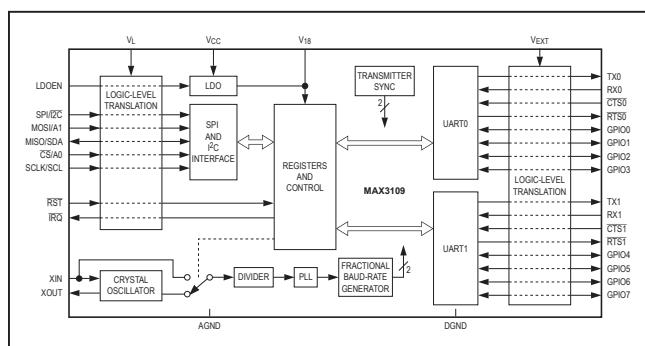 VL
VCC
V18
VEXT
LDOEN
SPI/I2C
MOSI/A1
MISO/SDA
CS/A0
SCLK/SCL
RST
IRQ
XIN
XOUT
LOGIC-LEVEL
TRANSLATION
LDO
SPI
AND
I2C
INTERFACE
REGISTERS
AND
CONTROL
TRANSMITTER
SYNC
2
MAX3109
CRYSTAL
OSCILLATOR
DIVIDER
PLL
FRACTIONAL
BAUD-RATE
GENERATOR
2
UART0
UART1
LOGIC-LEVEL
TRANSLATION
TX0
RX0
CTS0
RTS0
GPIO0
GPIO1
GPIO2
GPIO3
TX1
RX1
CTS1
RTS1
GPIO4
GPIO5
GPIO6
GPIO7
AGND
DGND